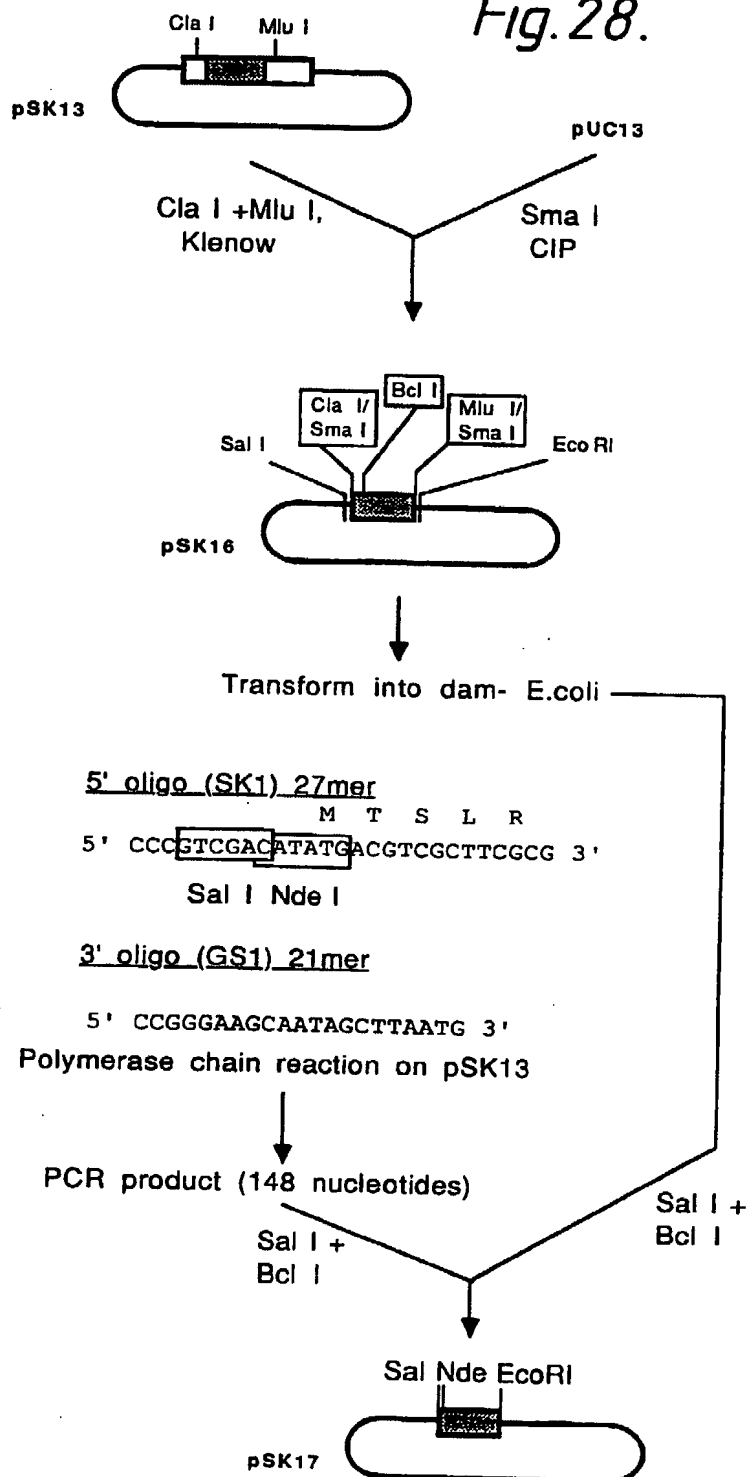 Fig. 28.
Cla I Mlu I
pSK13
pUC13
Cla I +Mlu I,
Klenow
Sma I
CIP
Bcl I
Cla I/
Sma I
Mlu I/
Sma I
Sal I
Eco RI
pSK16
Transform into dam- E.coli
5' oligo (SK1) 27mer
M T S L R
5' CCCGTCGACATATGACGTCGCTTCGCG 3'
Sal I Nde I
3' oligo (GS1) 21mer
5' CCGGGAAGCAATAGCTTAATG 3'
Polymerase chain reaction on pSK13
PCR product (148 nucleotides)
Sal I +
Bcl I
Sal I +
Bcl I
Sal Nde EcoRI
pSK17